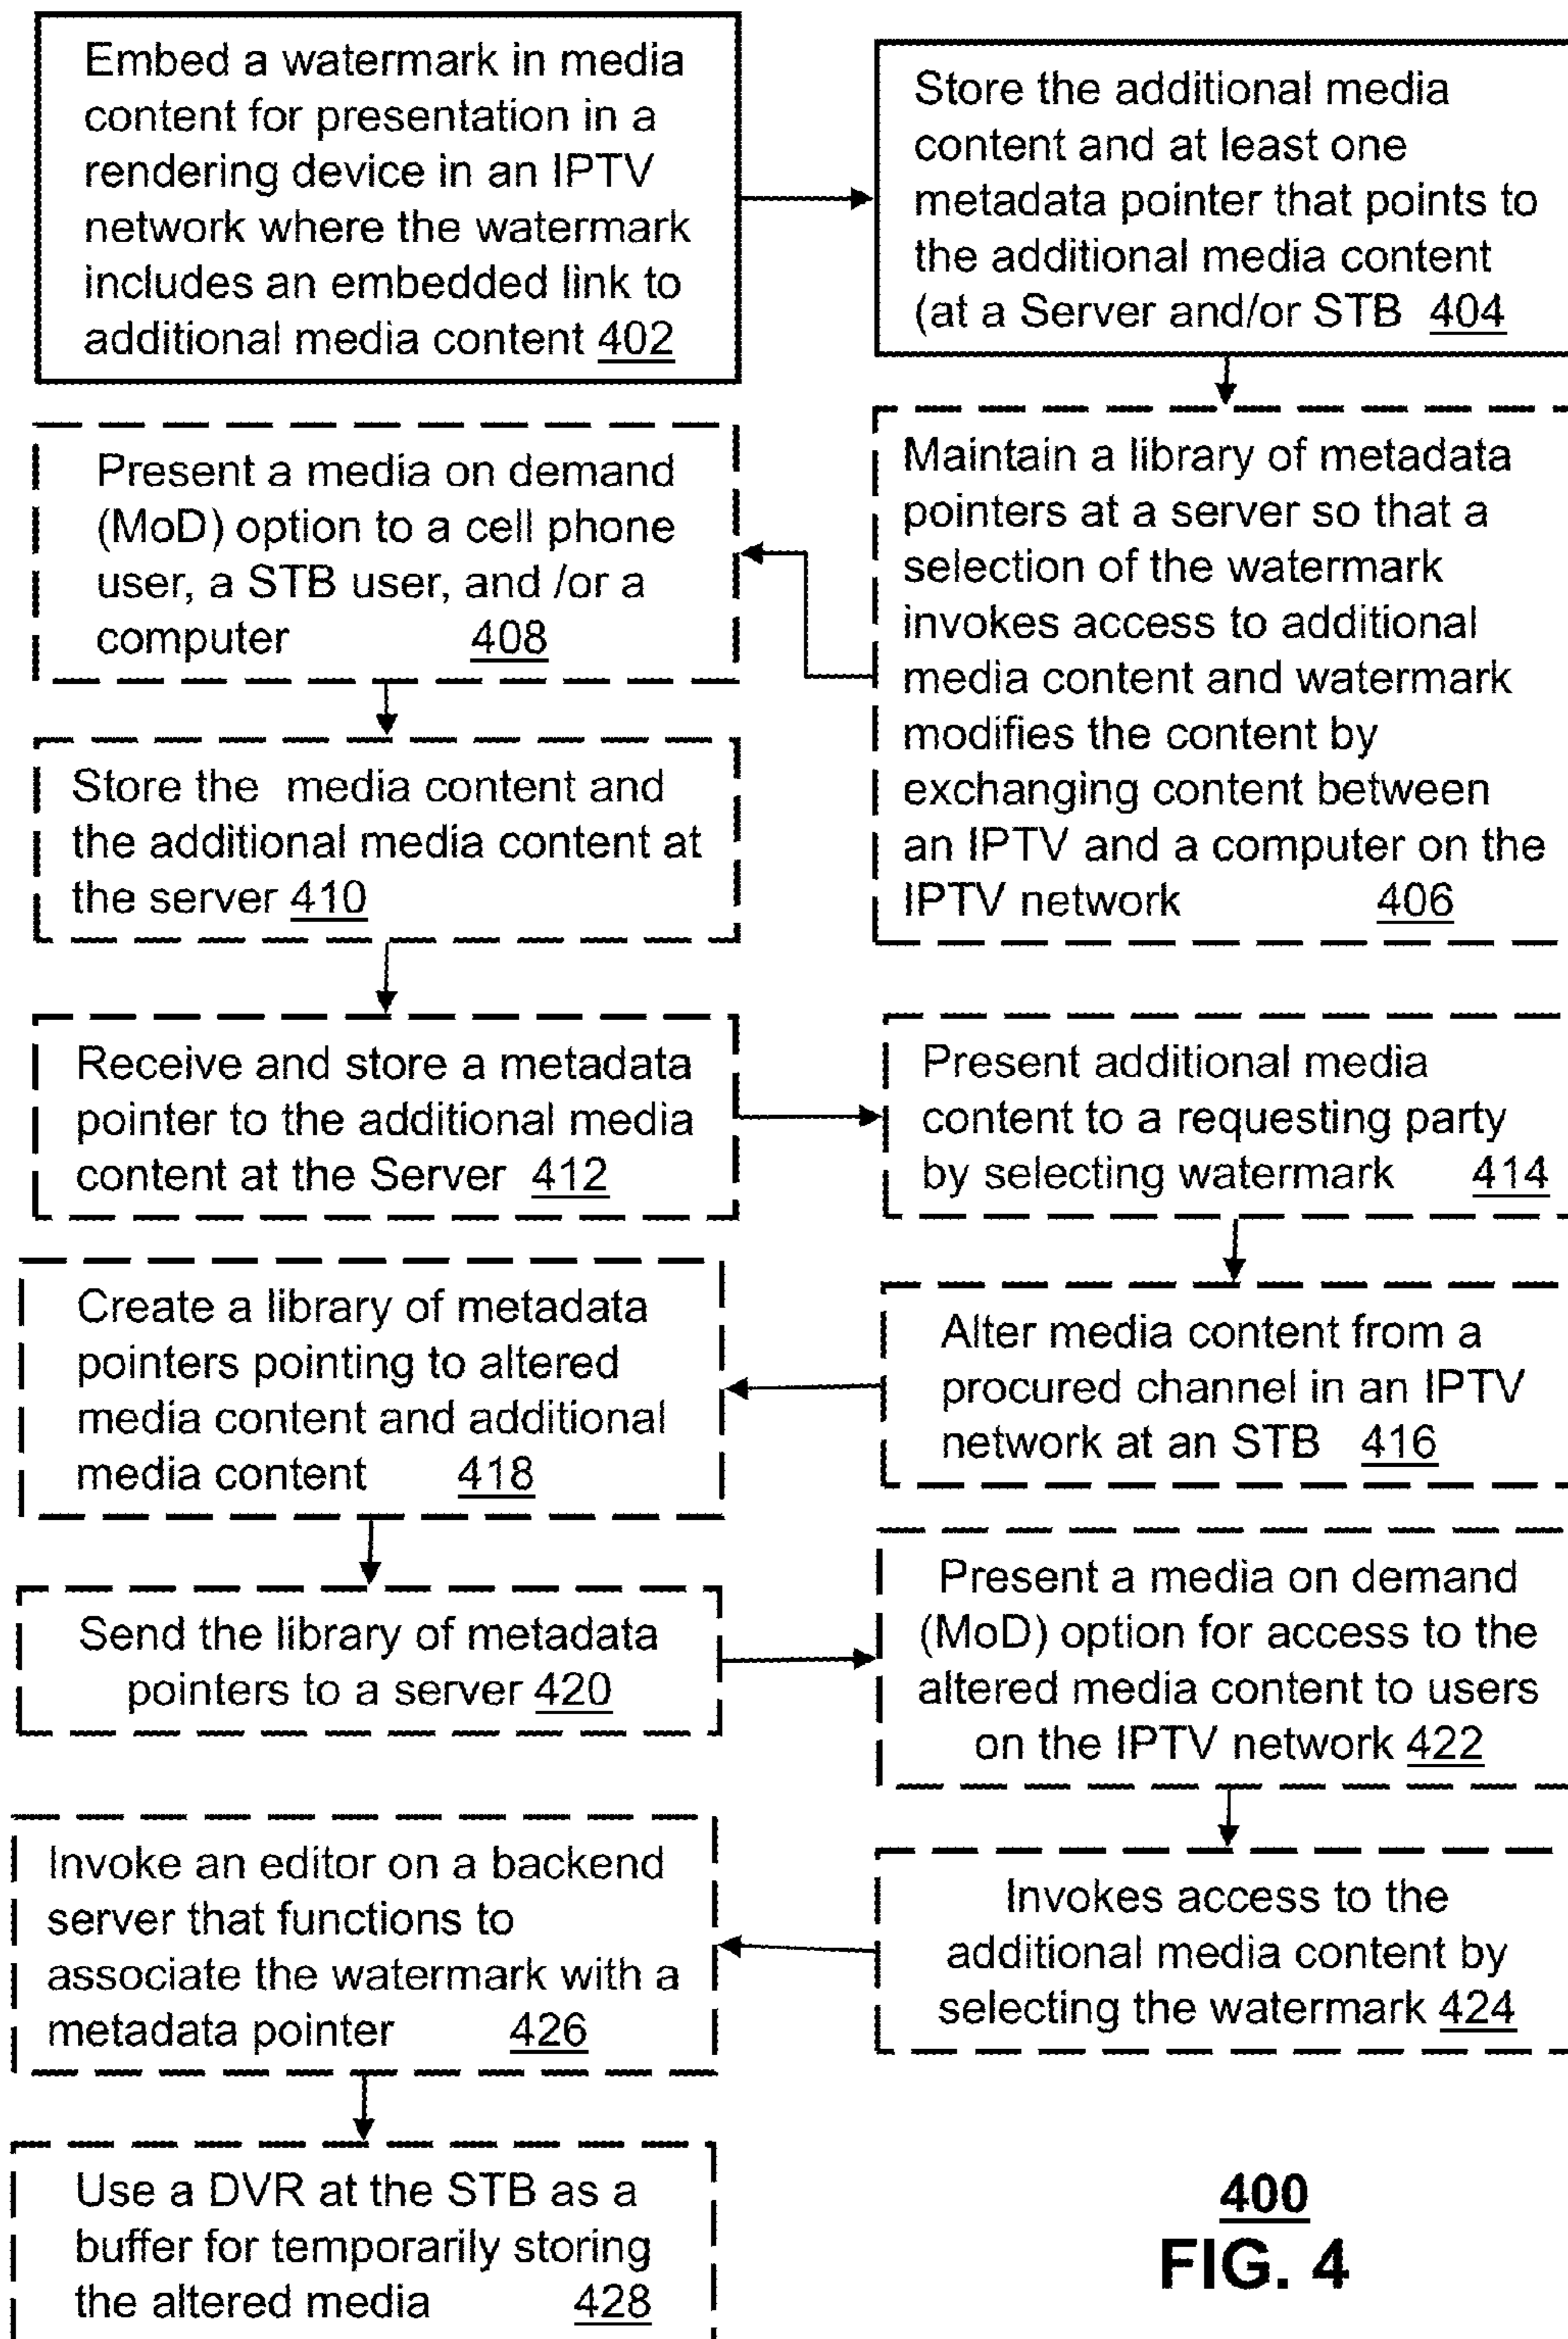 Embed a watermark in media
content for presentation in a
rendering device in an IPTV
network where the watermark
includes an embedded link to
additional media content 402
Store the additional media
content and at least one
metadata pointer that points to
the additional media content
(at a Server and/or STB 404
Maintain a library of metadata
pointers at a server so that a
selection of the watermark
invokes access to additional
media content and watermark
modifies the content by
exchanging content between
an IPTV and a computer on the
IPTV network 406
Present a media on demand
(MoD) option to a cell phone
user, a STB user, and /or a
computer 408
Store the media content and
the additional media content at
the server 410
Receive and store a metadata
pointer to the additional media
content at the Server 412
Present additional media
content to a requesting party
by selecting watermark 414
Alter media content from a
procured channel in an IPTV
network at an STB 416
Create a library of metadata
pointers pointing to altered
media content and additional
media content 418
Send the library of metadata
pointers to a server 420
Present a media on demand
(MoD) option for access to the
altered media content to users
on the IPTV network 422
Invokes access to the
additional media content by
selecting the watermark 424
Invoke an editor on a backend
server that functions to
associate the watermark with a
metadata pointer 426
Use a DVR at the STB as a
buffer for temporarily storing
the altered media 428
400
FIG. 4